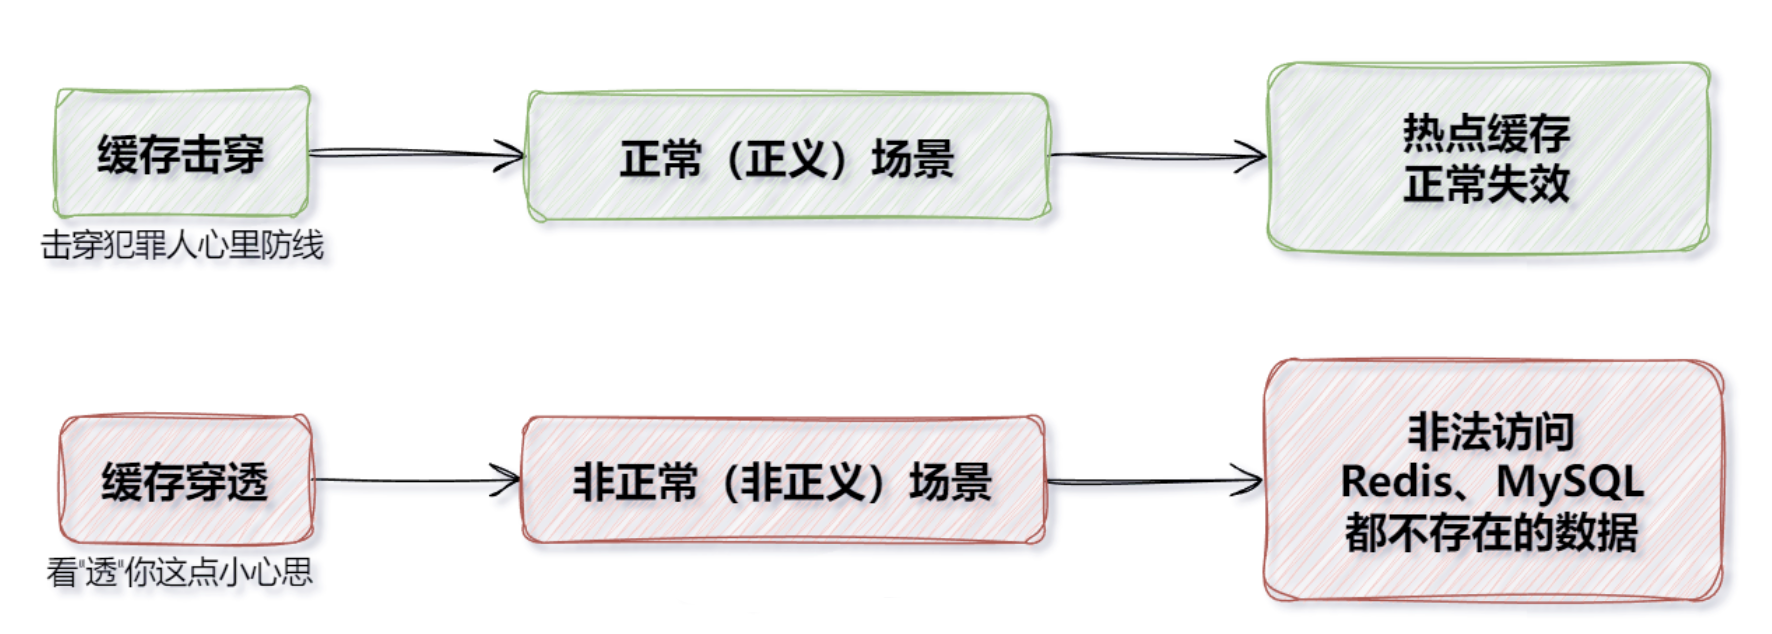 缓存击穿
正常（正义）场景
热点缓存
正常失效
击穿犯罪人心里防线
缓存穿透
非正常（非正义）场景
非法访问
Redis、MySQL
都不存在的数据
看"透"你这点小心思